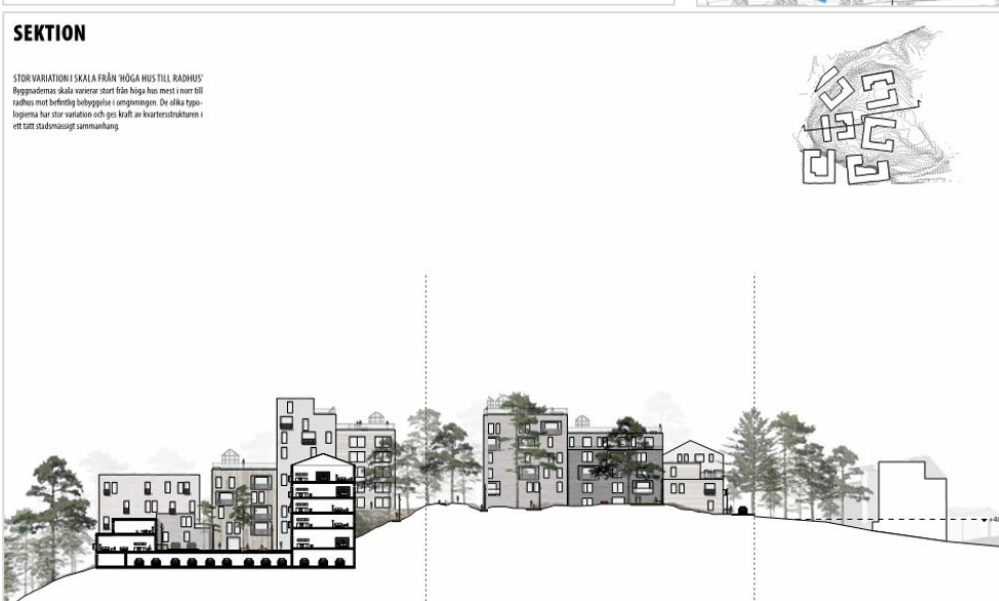 SEKTION
STOR VARIATION I SKALA FRÅN 'HÖGA HUS TILL RADHUS'
Byggnadernas skala varierar stort från höga hus mest i norr till
radhus mot befintlig bebyggelse i omgivningen. De olika typo-
logierna har stor variation och ges kraft av kvartersstrukturen i
ett tätt stadsmässigt sammanhang.